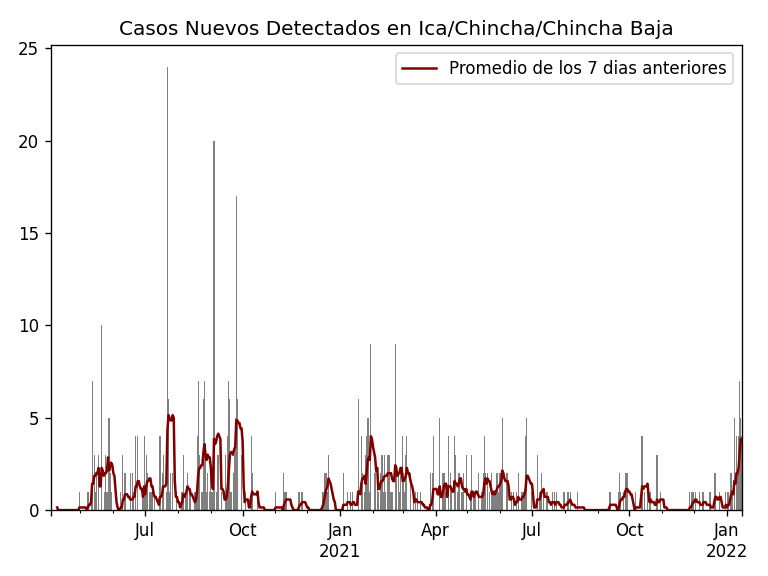 Casos Nuevos Detectados en Ica/Chincha/Chincha Baja
Promedio de los 7 dias anteriores
25
20
15
10
5
0
Jul
Oct
Jan
2021
Apr
Jul
Oct
Jan
2022